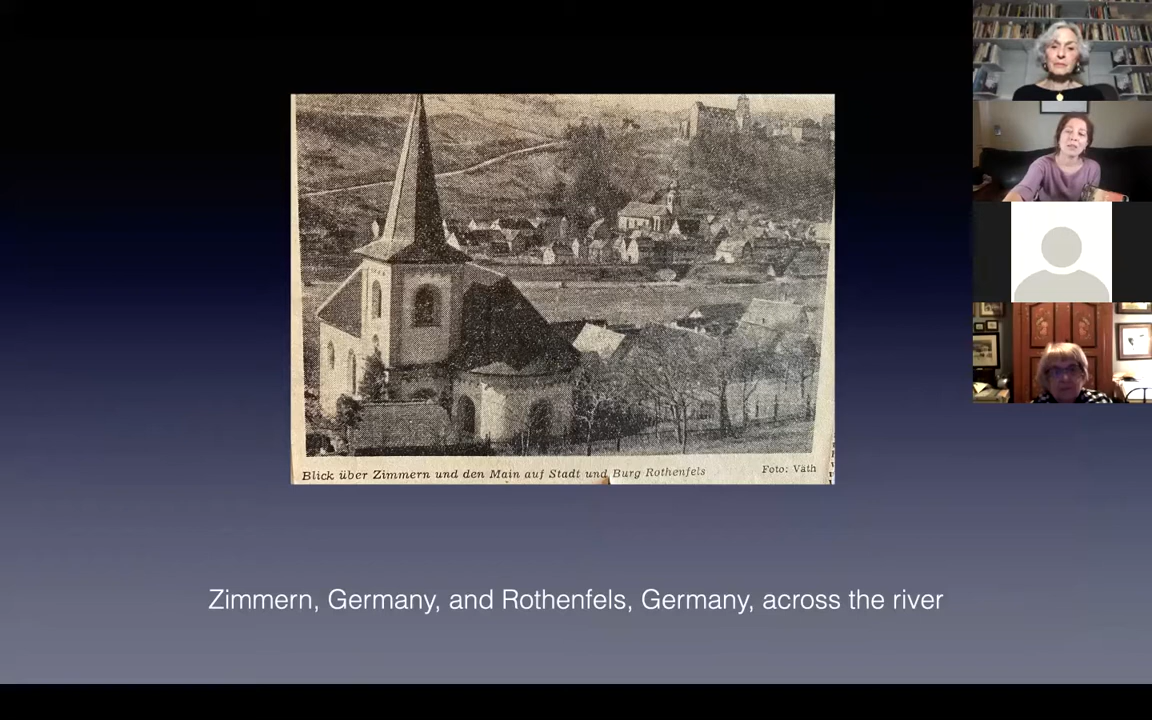 Blick über Zimmern und den Main auf Stadt und Burg Rothenfels
Foto: Väth
Zimmern, Germany, and Rothenfels, Germany, across the river